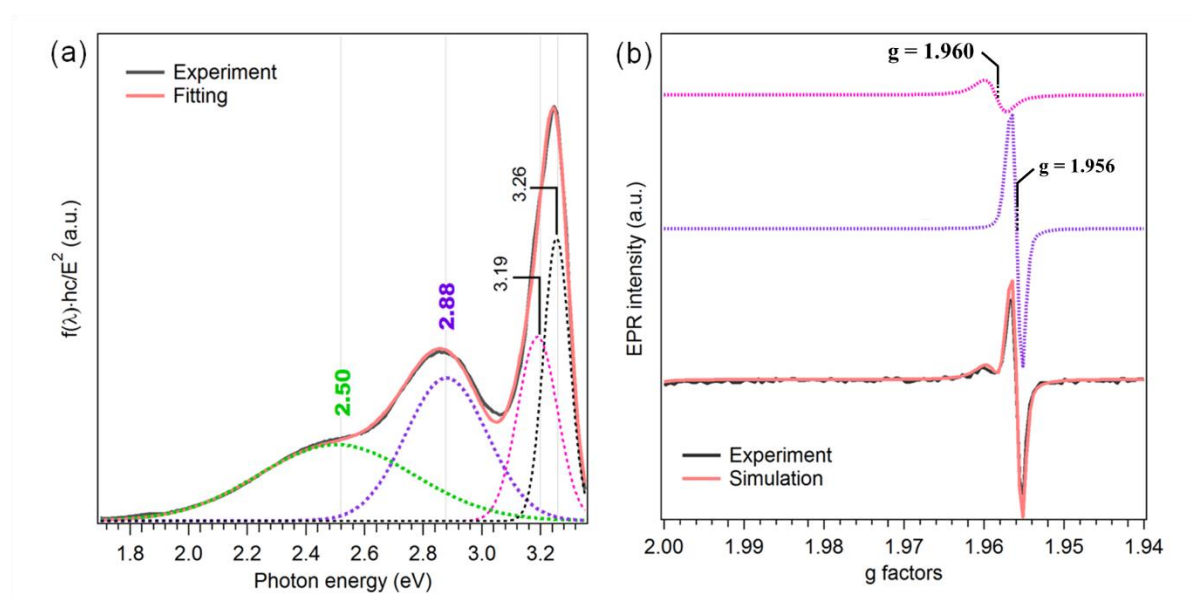 (a)
Experiment
Fitting
3.26
3.19
2.88
2.50
f(λ)·hc/E² (a.u.)
1.8 2.0 2.2 2.4 2.6 2.8 3.0 3.2
Photon energy (eV)
(b)
g = 1.960
g = 1.956
EPR intensity (a.u.)
Experiment
Simulation
2.00 1.99 1.98 1.97 1.96 1.95 1.94
g factors